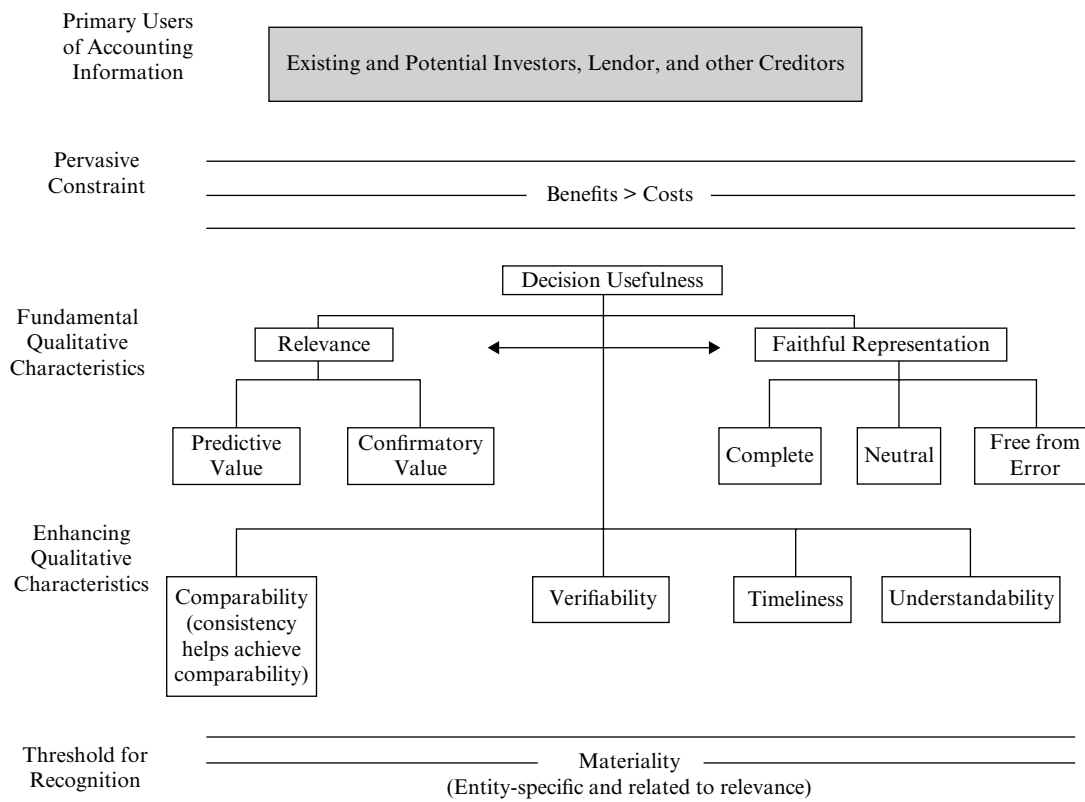 Primary Users
of Accounting
Information
Existing and Potential Investors, Lendor, and other Creditors
Pervasive
Constraint
Benefits > Costs
Decision Usefulness
Fundamental
Qualitative
Characteristics
Relevance
Faithful Representation
Predictive
Value
Confirmatory
Value
Complete
Neutral
Free from
Error
Enhancing
Qualitative
Characteristics
Comparability
(consistency
helps achieve
comparability)
Verifiability
Timeliness
Understandability
Threshold for
Recognition
Materiality
(Entity-specific and related to relevance)